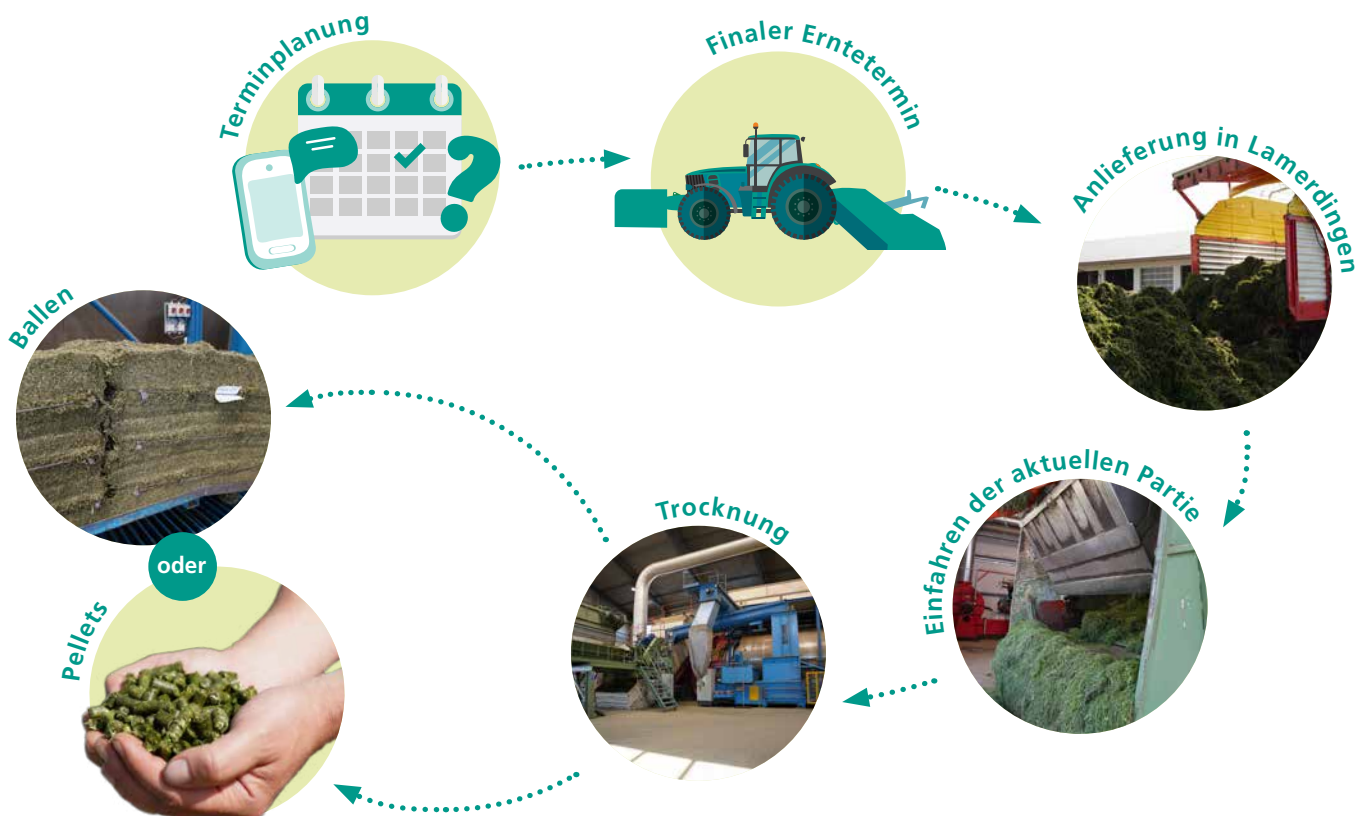 Terminplanung
Finaler Erntetermin
Anlieferung in Lamerdingen
Einfahren der aktuellen Partie
Trocknung
Ballen
oder
Pellets